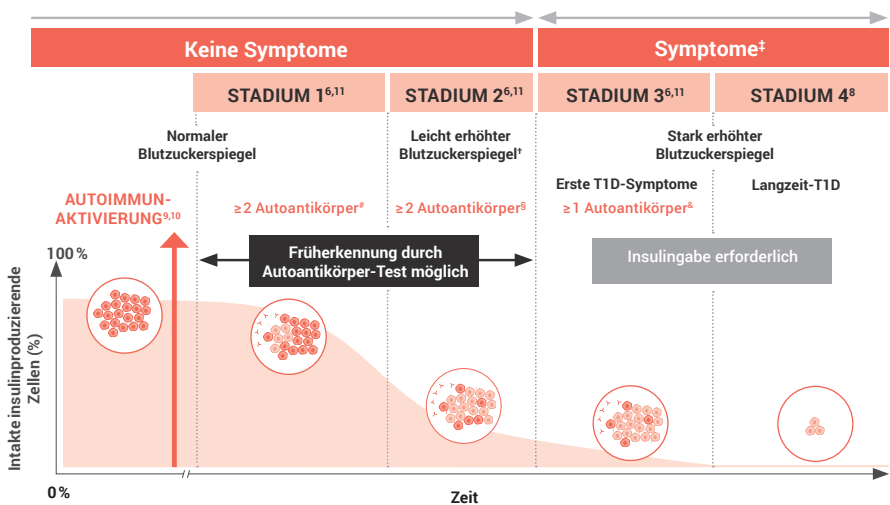 Keine Symptome
Symptome‡
STADIUM 1⁶,¹¹
STADIUM 2⁶,¹¹
STADIUM 3⁶,¹¹
STADIUM 4⁸
Normaler
Blutzuckerspiegel
Leicht erhöhter
Blutzuckerspiegel†
Stark erhöhter
Blutzuckerspiegel
Erste T1D-Symptome
Langzeit-T1D
AUTOIMMUN-
AKTIVIERUNG⁹,¹⁰
≥ 2 Autoantikörper#
≥ 2 Autoantikörper§
≥ 1 Autoantikörper&
Früherkennung durch
Autoantikörper-Test möglich
Insulingabe erforderlich
100 %
Intakte insulinproduzierende
Zellen (%)
0 %
Zeit